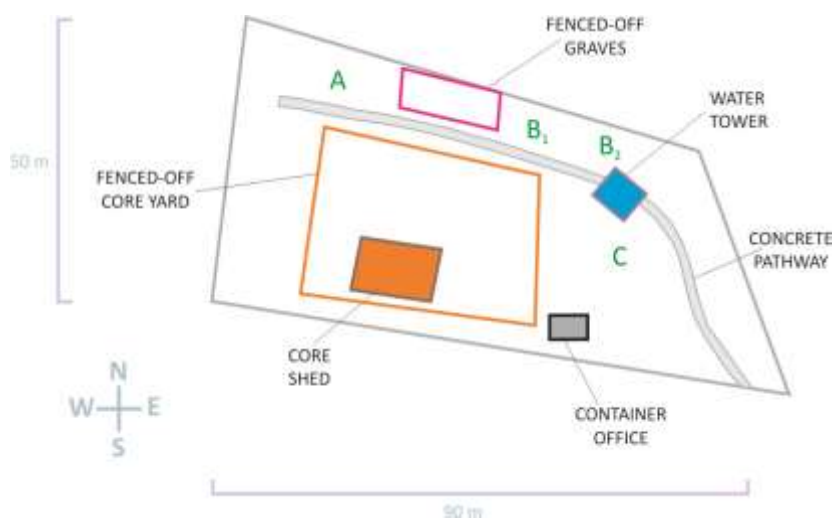 FENCED-OFF
GRAVES
A
WATER
TOWER
B₁
B₂
50 m
FENCED-OFF
CORE YARD
CONCRETE
PATHWAY
C
CORE
SHED
N
W E
S
CONTAINER
OFFICE
90 m